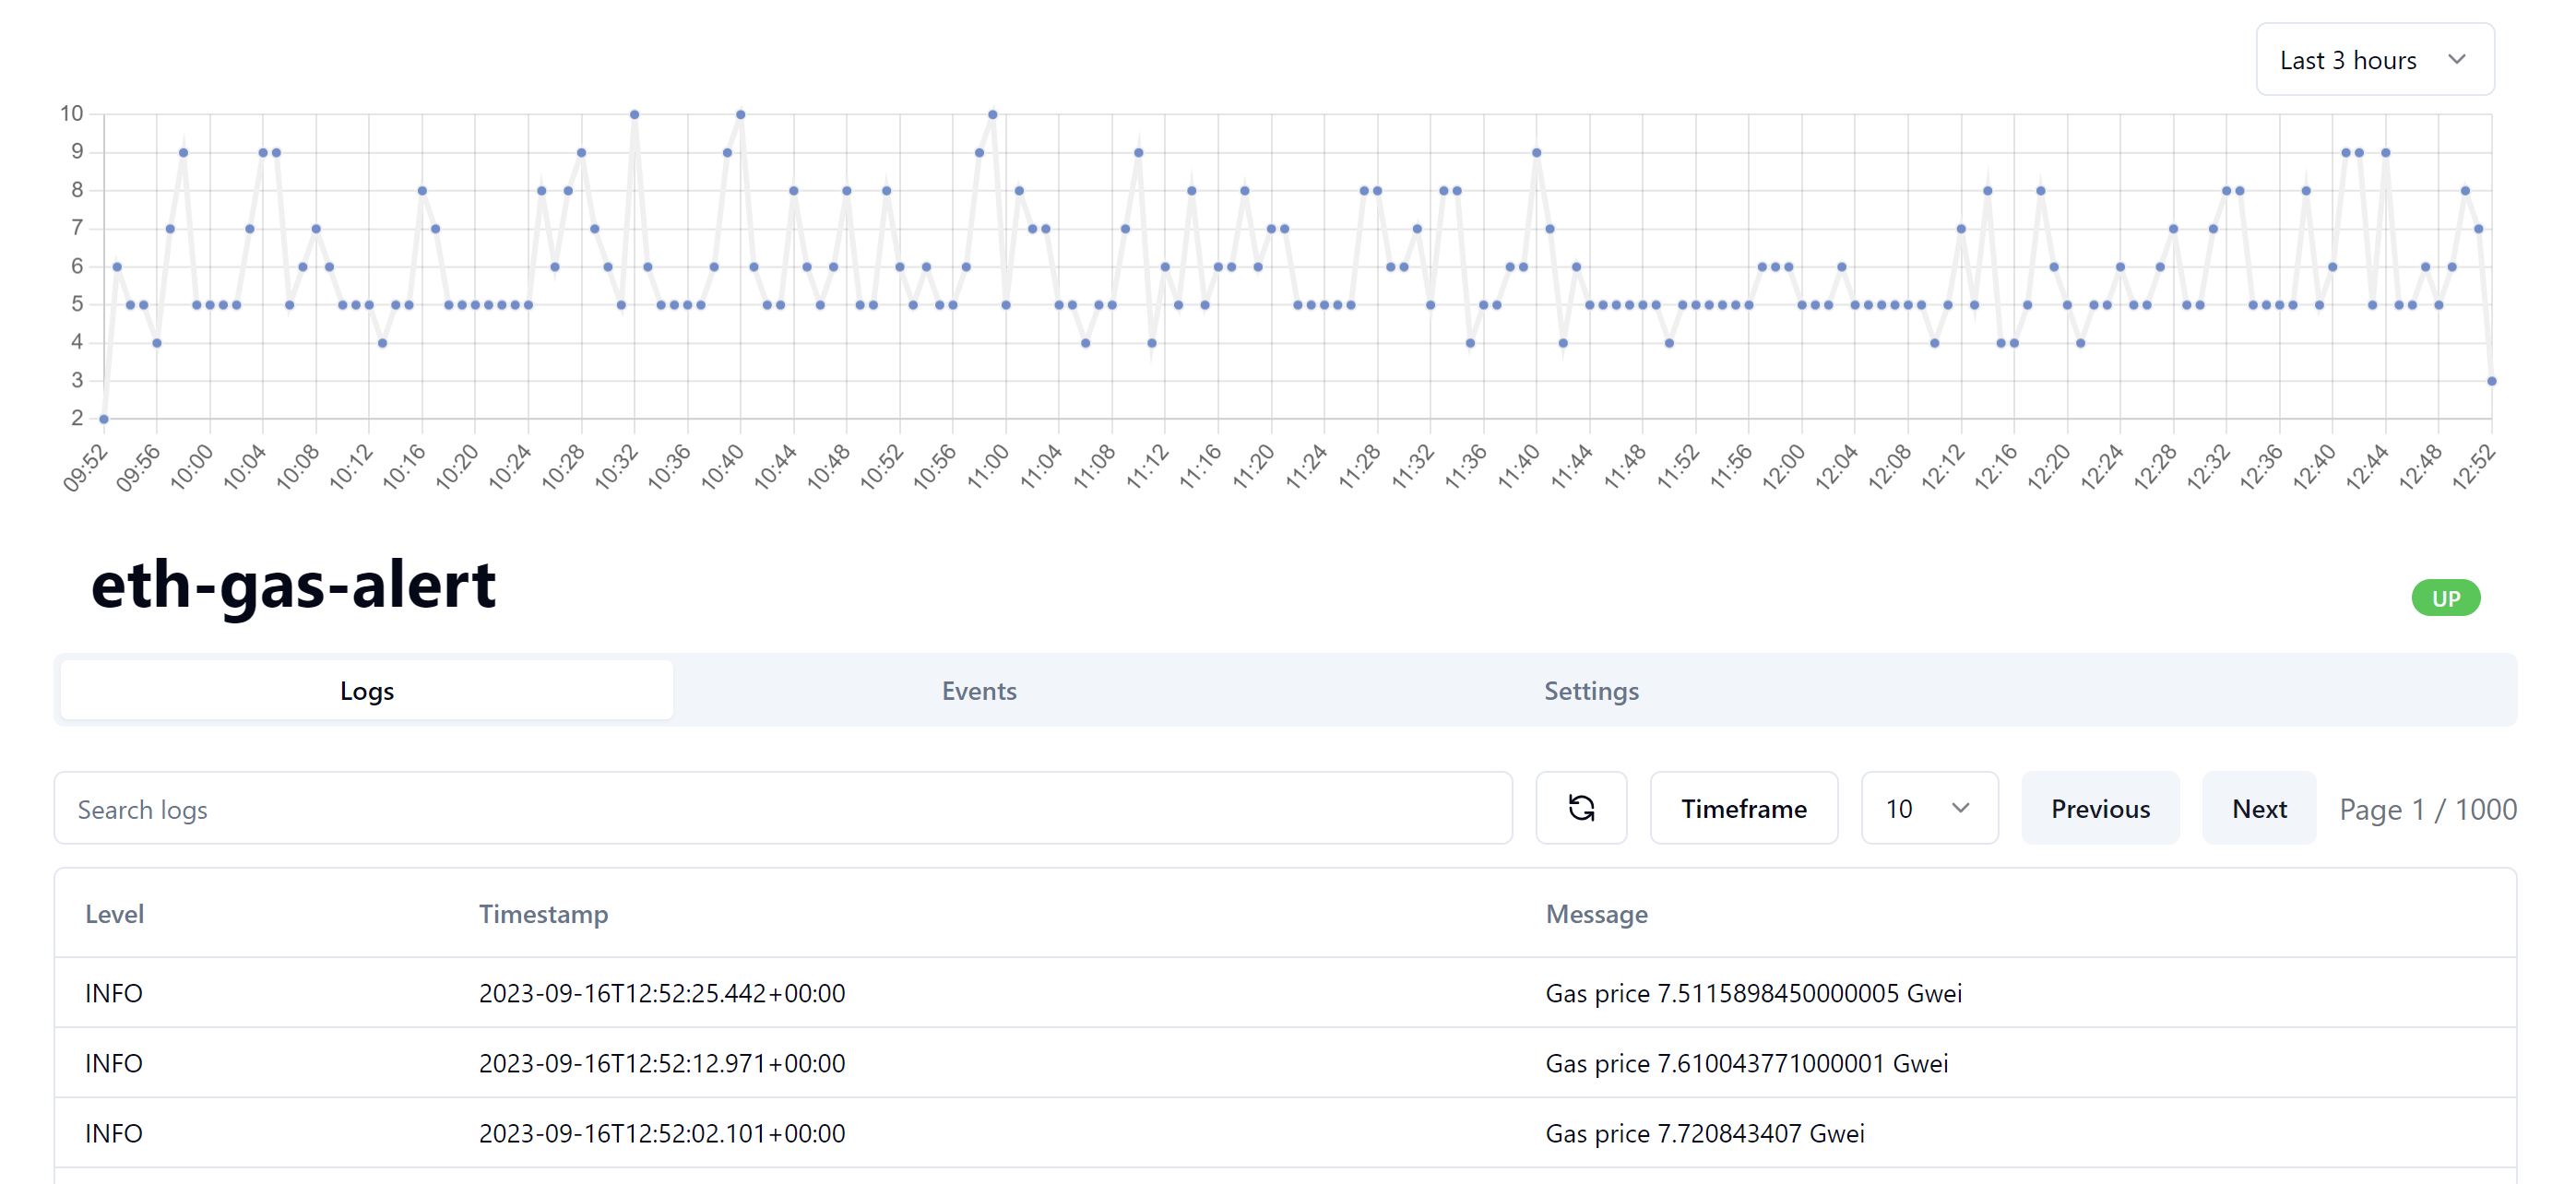 Last 3 hours
10
9
8
7
6
5
4
3
2
09:52 09:56 10:00 10:04 10:08 10:12 10:16 10:20 10:24 10:28 10:32 10:36 10:40 10:44 10:48 10:52 10:56 11:00 11:04 11:08 11:12 11:16 11:20 11:24 11:28 11:32 11:36 11:40 11:44 11:48 11:52 11:56 12:00 12:04 12:08 12:12 12:16 12:20 12:24 12:28 12:32 12:36 12:40 12:44 12:48 12:52
eth-gas-alert
UP
Logs Events Settings
Search logs Timeframe 10 Previous Next Page 1 / 1000
Level Timestamp Message
INFO 2023-09-16T12:52:25.442+00:00 Gas price 7.5115898450000005 Gwei
INFO 2023-09-16T12:52:12.971+00:00 Gas price 7.610043771000001 Gwei
INFO 2023-09-16T12:52:02.101+00:00 Gas price 7.720843407 Gwei